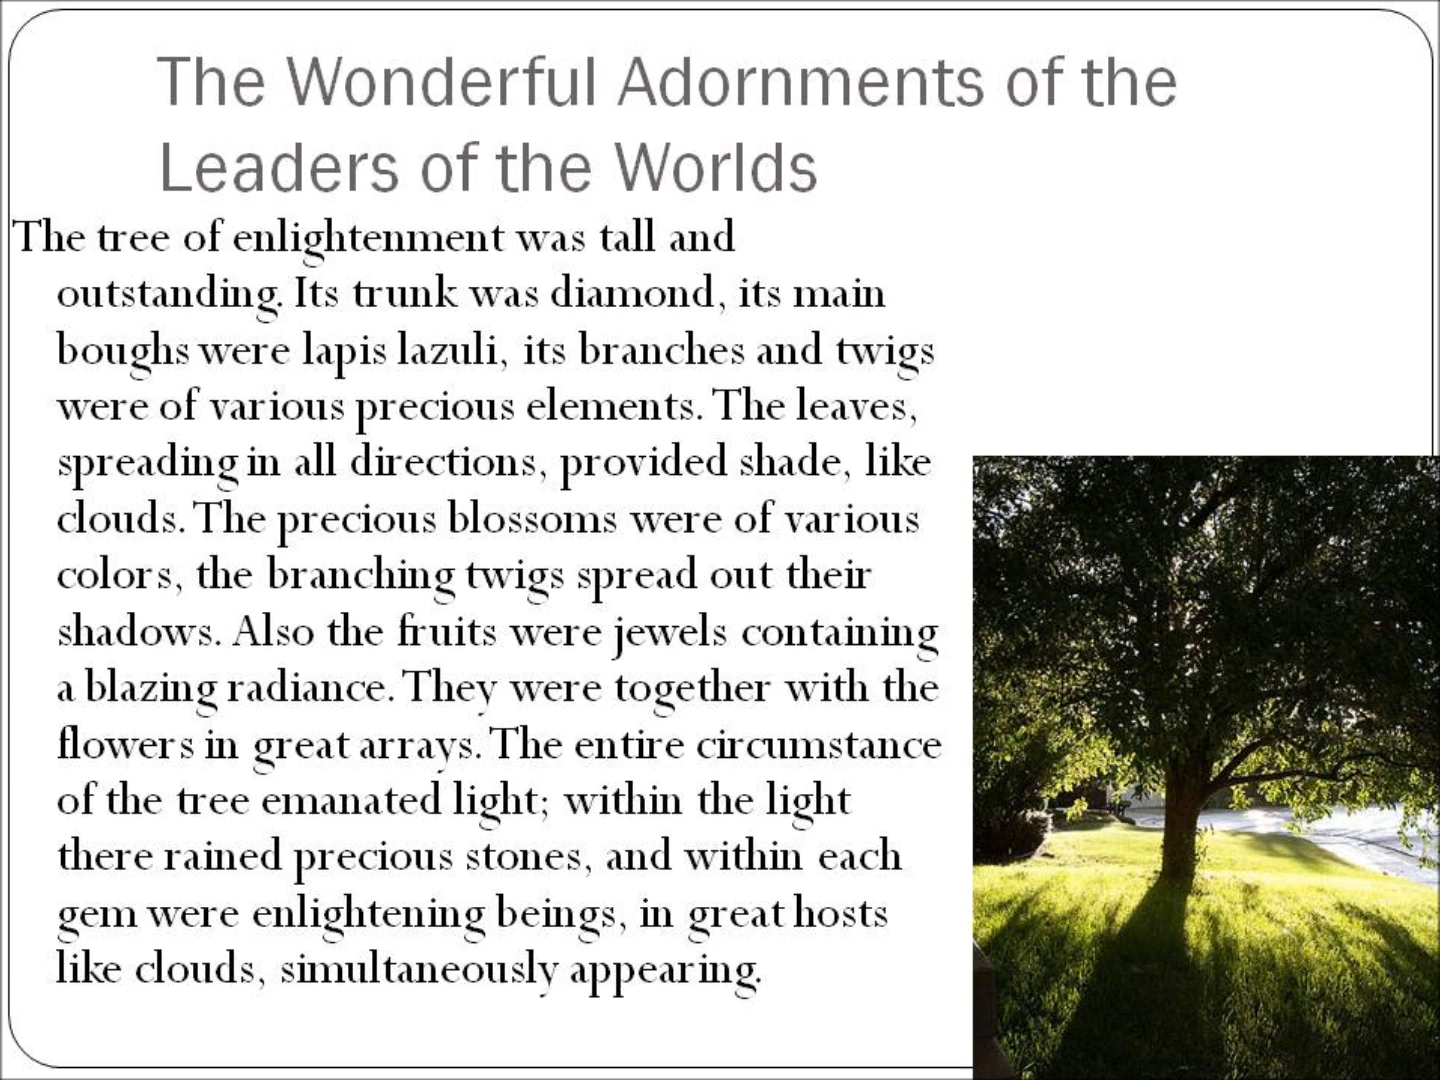 The Wonderful Adornments of the
Leaders of the Worlds
The tree of enlightenment was tall and
outstanding. Its trunk was diamond, its main
boughs were lapis lazuli, its branches and twigs
were of various precious elements. The leaves,
spreading in all directions, provided shade, like
clouds. The precious blossoms were of various
colors, the branching twigs spread out their
shadows. Also the fruits were jewels containing
a blazing radiance. They were together with the
flowers in great arrays. The entire circumstance
of the tree emanated light; within the light
there rained precious stones, and within each
gem were enlightening beings, in great hosts
like clouds, simultaneously appearing.